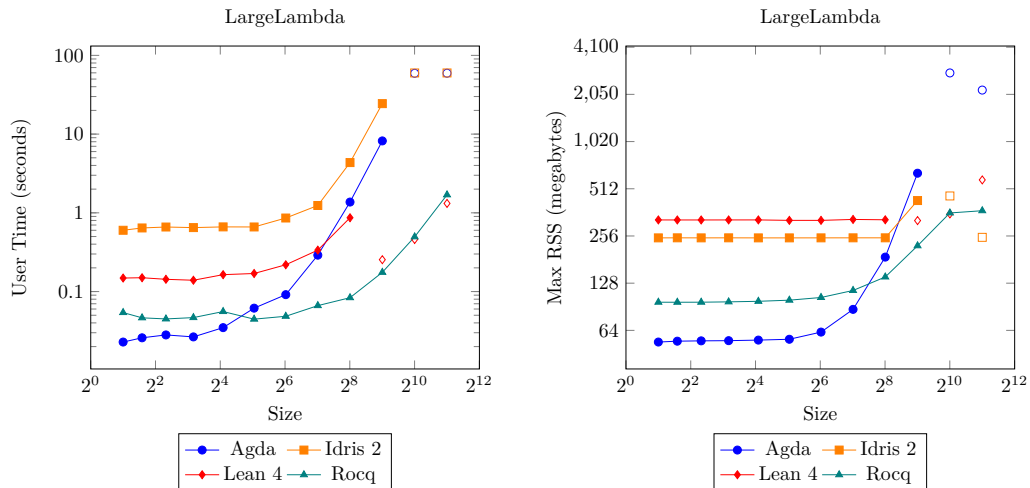 LargeLambda
User Time (seconds)
100
10
1
0.1
2^0 2^2 2^4 2^6 2^8 2^10 2^12
Size
Agda Idris 2
Lean 4 Rocq
LargeLambda
Max RSS (megabytes)
4,100
2,050
1,020
512
256
128
64
2^0 2^2 2^4 2^6 2^8 2^10 2^12
Size
Agda Idris 2
Lean 4 Rocq